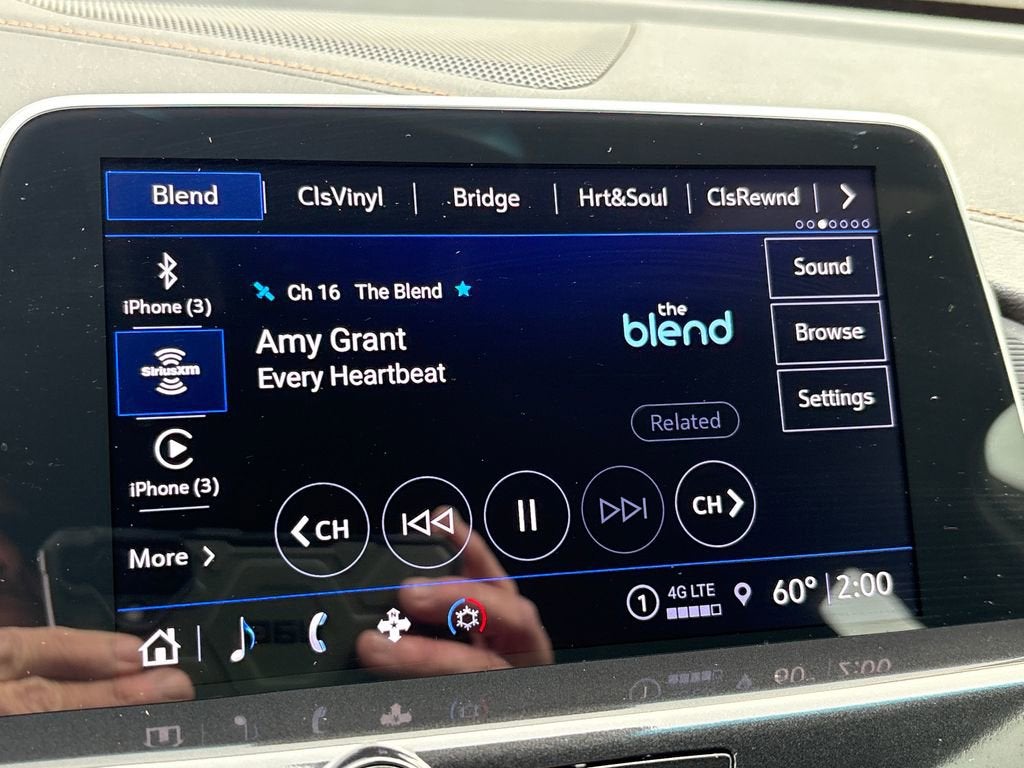 Blend ClsVinyl Bridge Hrt&Soul ClsRewnd
iPhone (3)
Ch 16 The Blend
Sound
the
blend
SiriusXM
Amy Grant
Browse
Every Heartbeat
Settings
Related
iPhone (3)
CH CH
More
1 4G LTE 60° 2:00
N